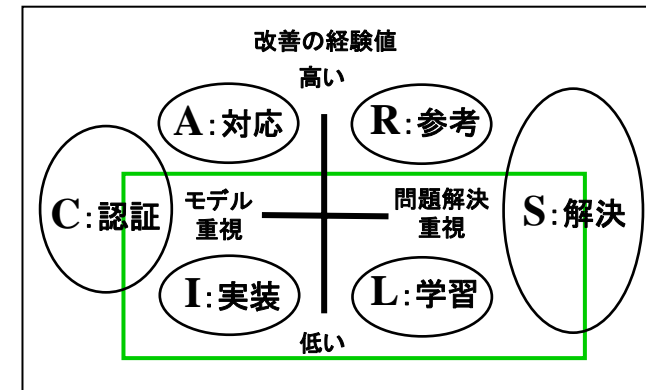 改善の経験値
高い
A:対応
R:参考
C:認証
モデル
重視
問題解決
重視
S:解決
I:実装
L:学習
低い